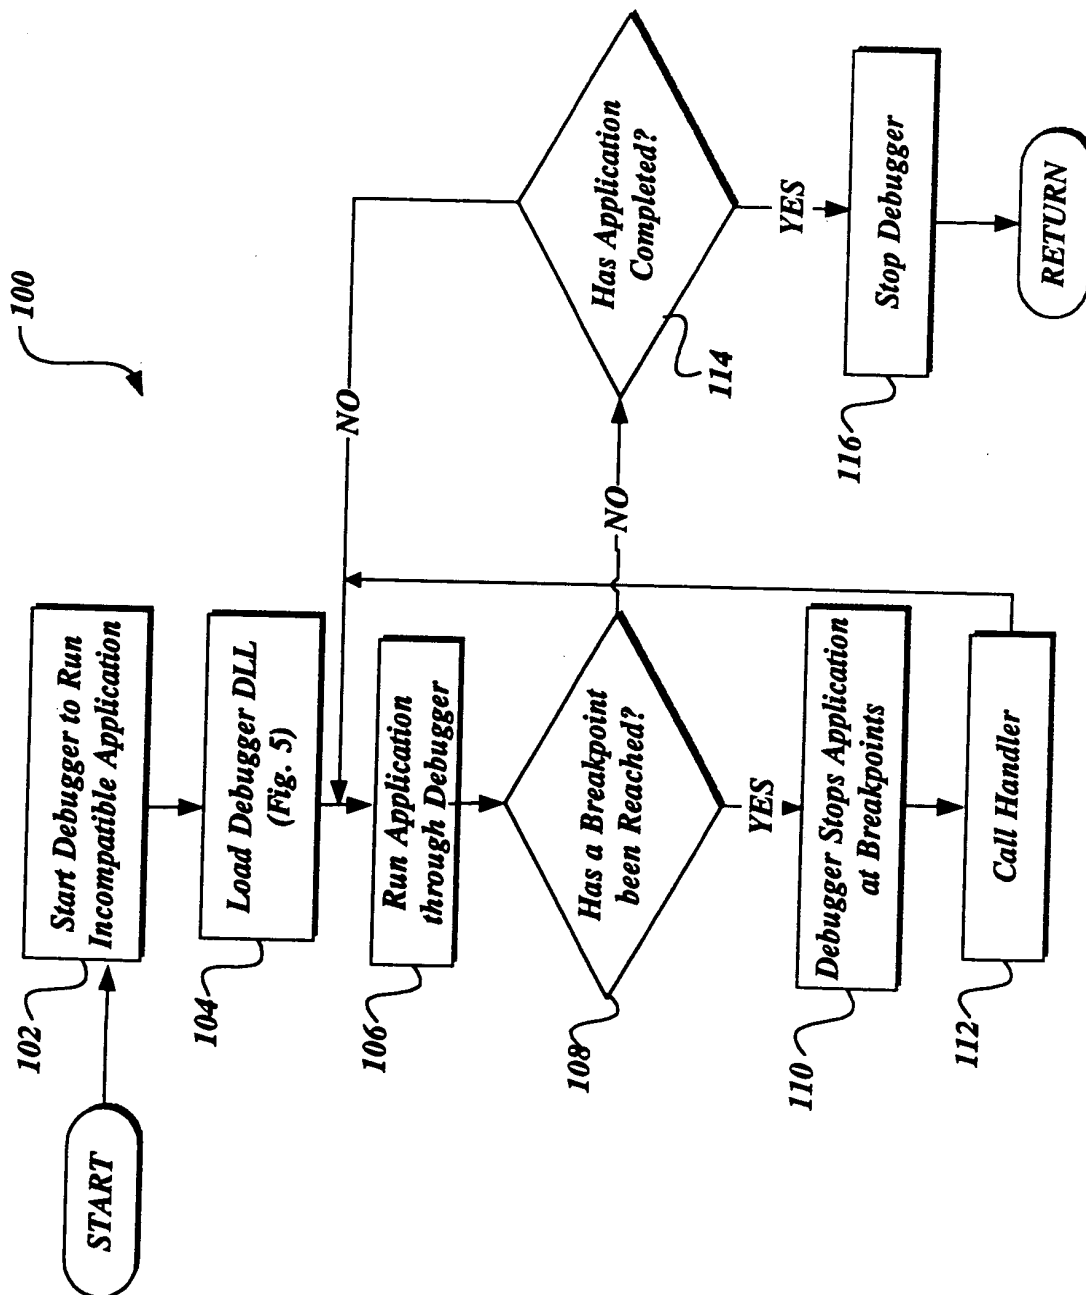 100
START
102
Start Debugger to Run
Incompatible Application
104
Load Debugger DLL
(Fig. 5)
106
Run Application
through Debugger
108
Has a Breakpoint
been Reached?
NO
YES
110
Debugger Stops Application
at Breakpoints
112
Call Handler
114
Has Application
Completed?
NO
YES
116
Stop Debugger
RETURN